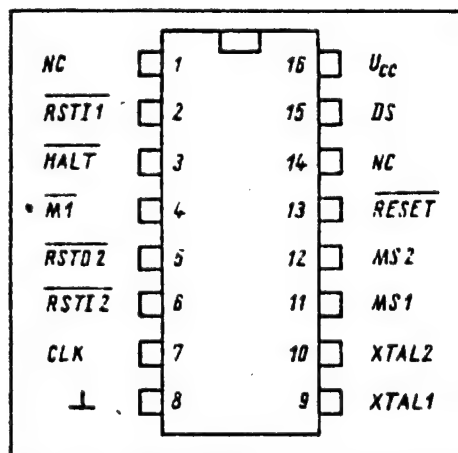 NC 1 16 UCC
RSTI1 2 15 DS
HALT 3 14 NC
M1 4 13 RESET
RSTO2 5 12 MS2
RSTI2 6 11 MS1
CLK 7 10 XTAL2
⊥ 8 9 XTAL1